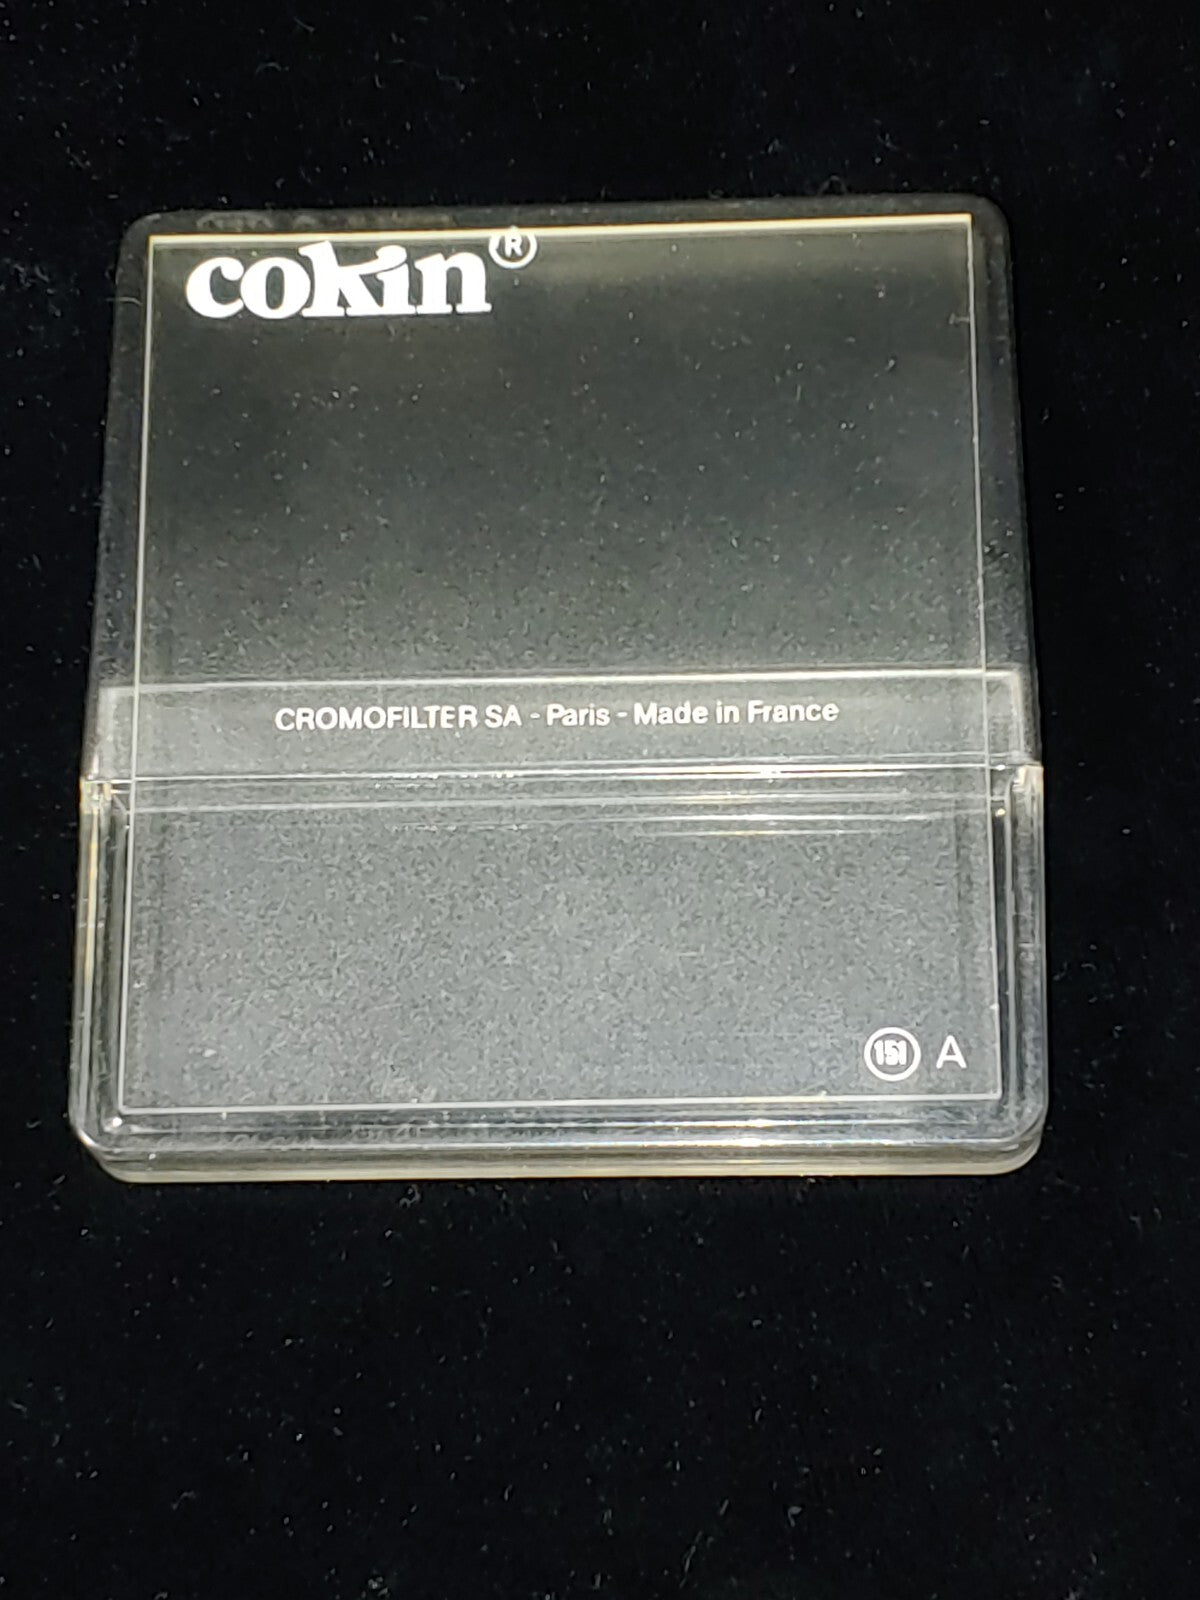 cokin®
CROMOFILTER SA - Paris - Made in France
151 A